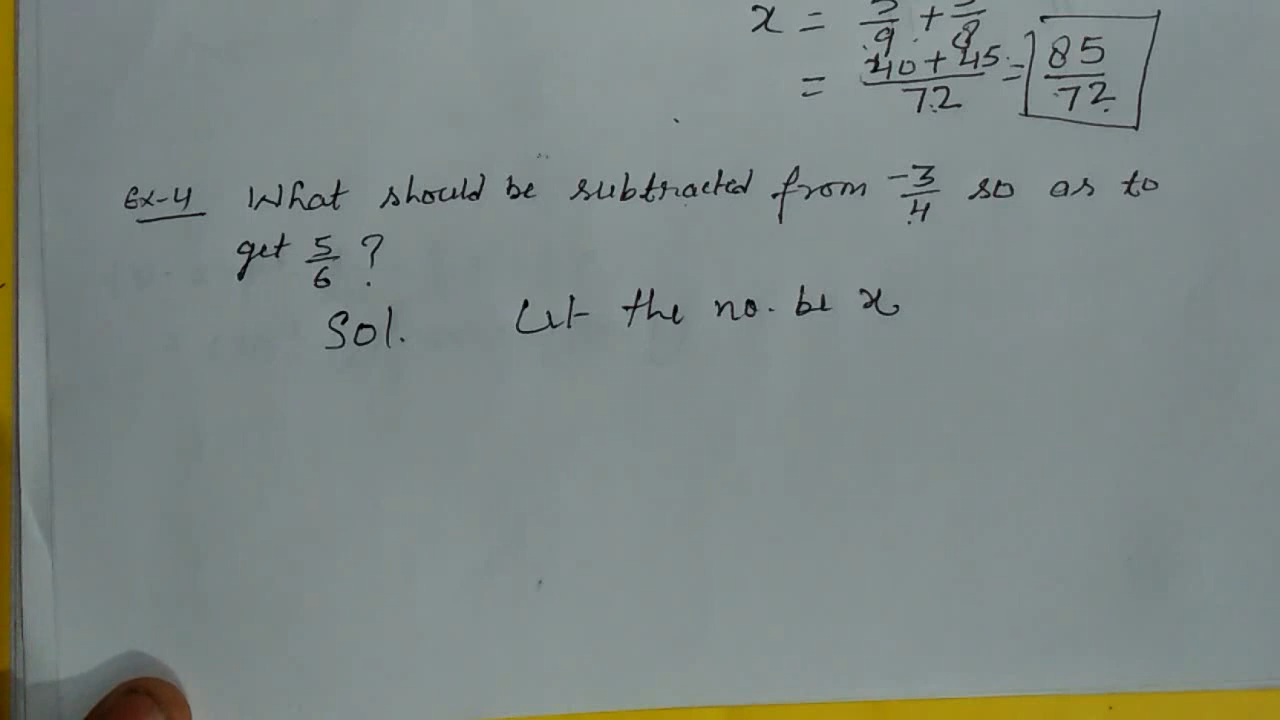 x = 5/9 + 5/8
= 40+45/72 = 85/72
Ex-4 What should be subtracted from -3/4 so as to
get 5/6 ?
Sol. Let the no. be x